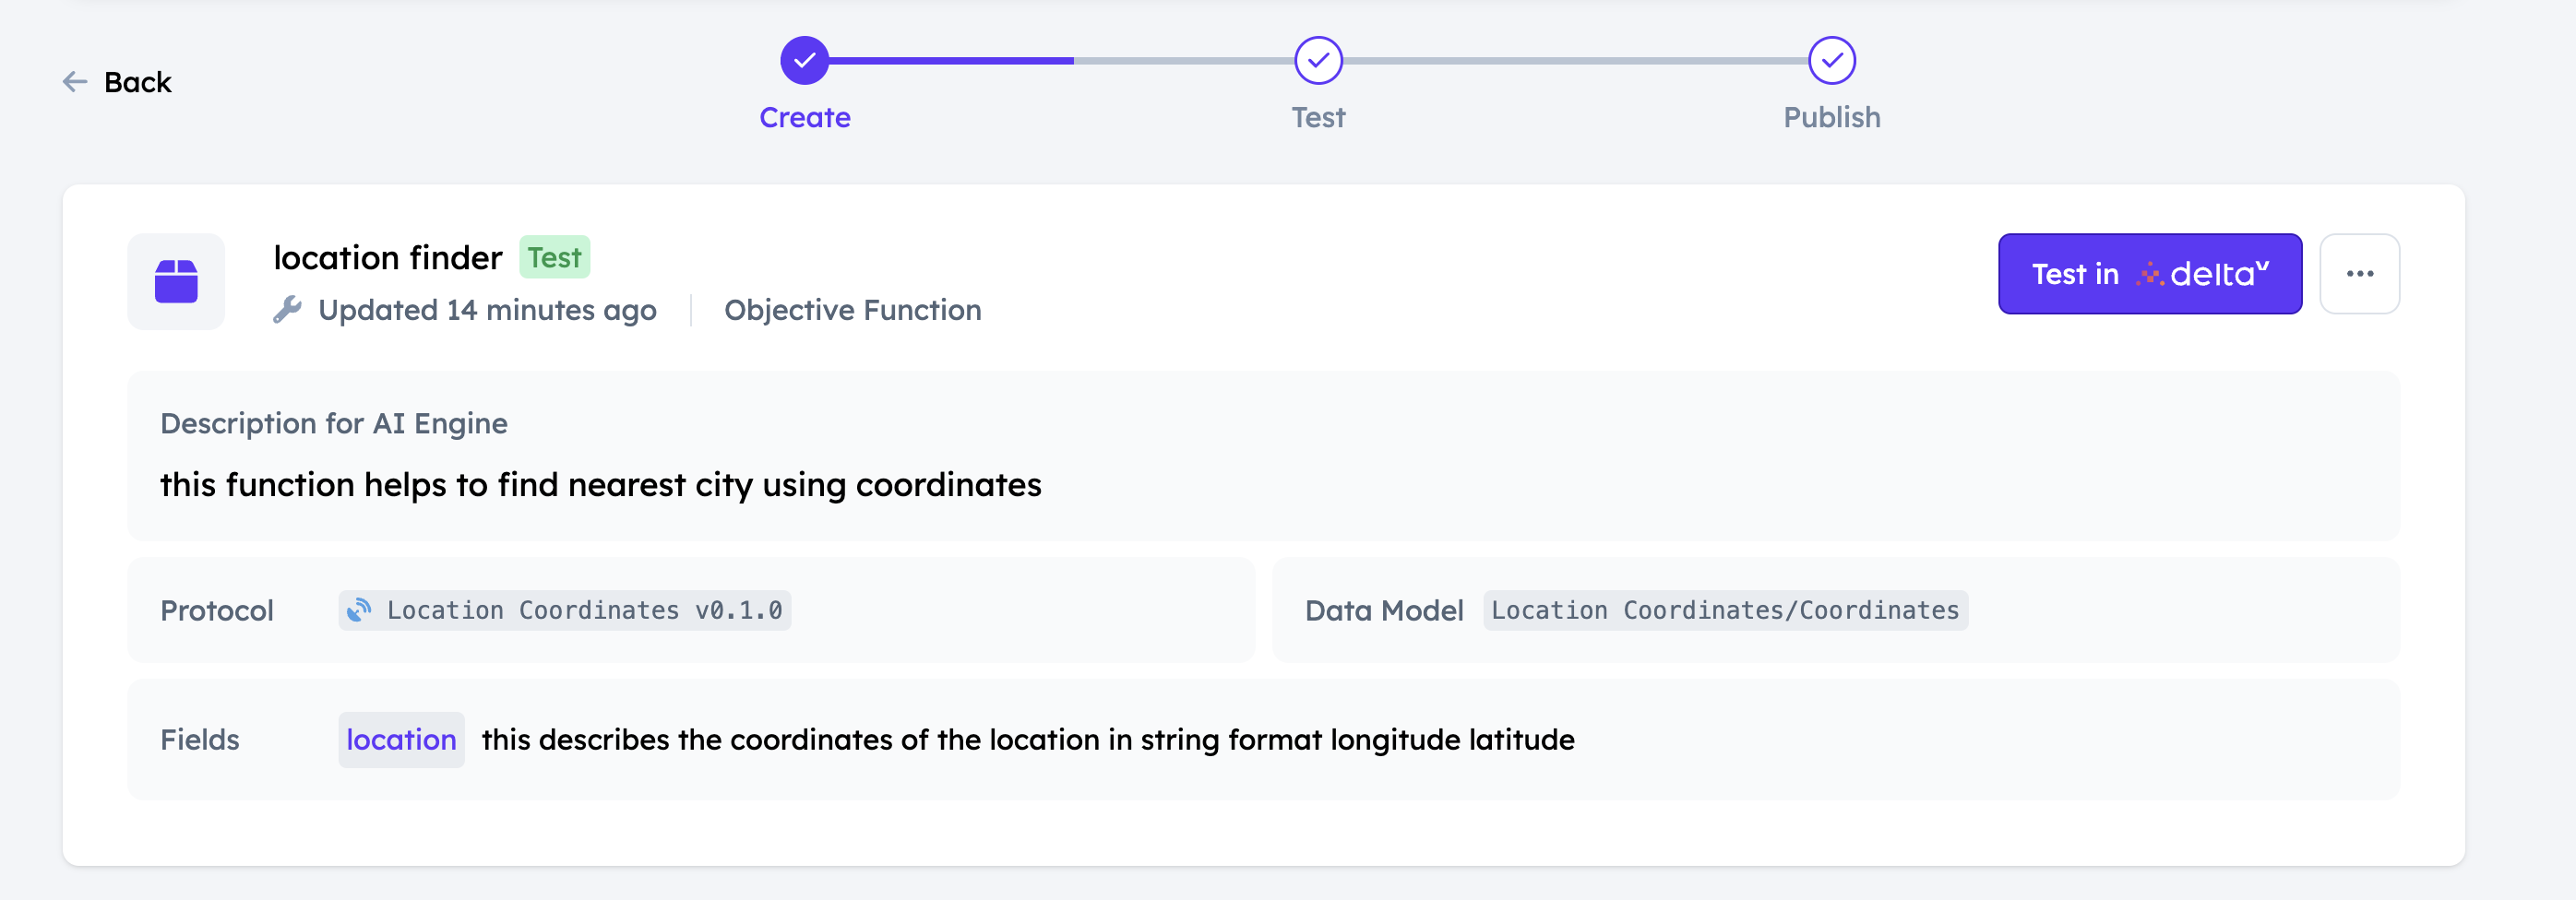 Back
Create
Test
Publish
location finder Test
Updated 14 minutes ago
Objective Function
Test in deltaᵛ
Description for AI Engine
this function helps to find nearest city using coordinates
Protocol Location Coordinates v0.1.0
Data Model Location Coordinates/Coordinates
Fields location this describes the coordinates of the location in string format longitude latitude